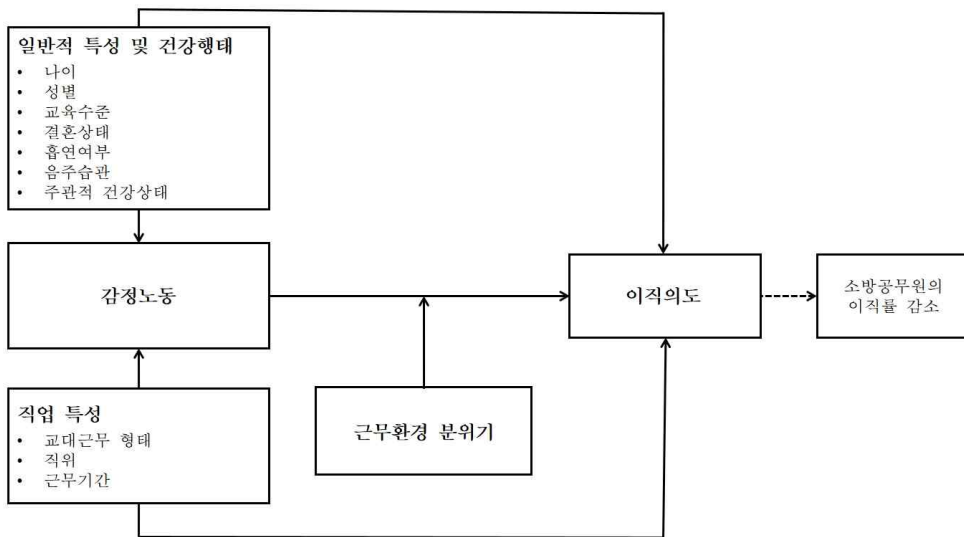 일반적 특성 및 건강행태
• 나이
• 성별
• 교육수준
• 결혼상태
• 흡연여부
• 음주습관
• 주관적 건강상태
감정노동
이직의도
소방공무원의
이직률 감소
직업 특성
• 교대근무 형태
• 직위
• 근무기간
근무환경 분위기